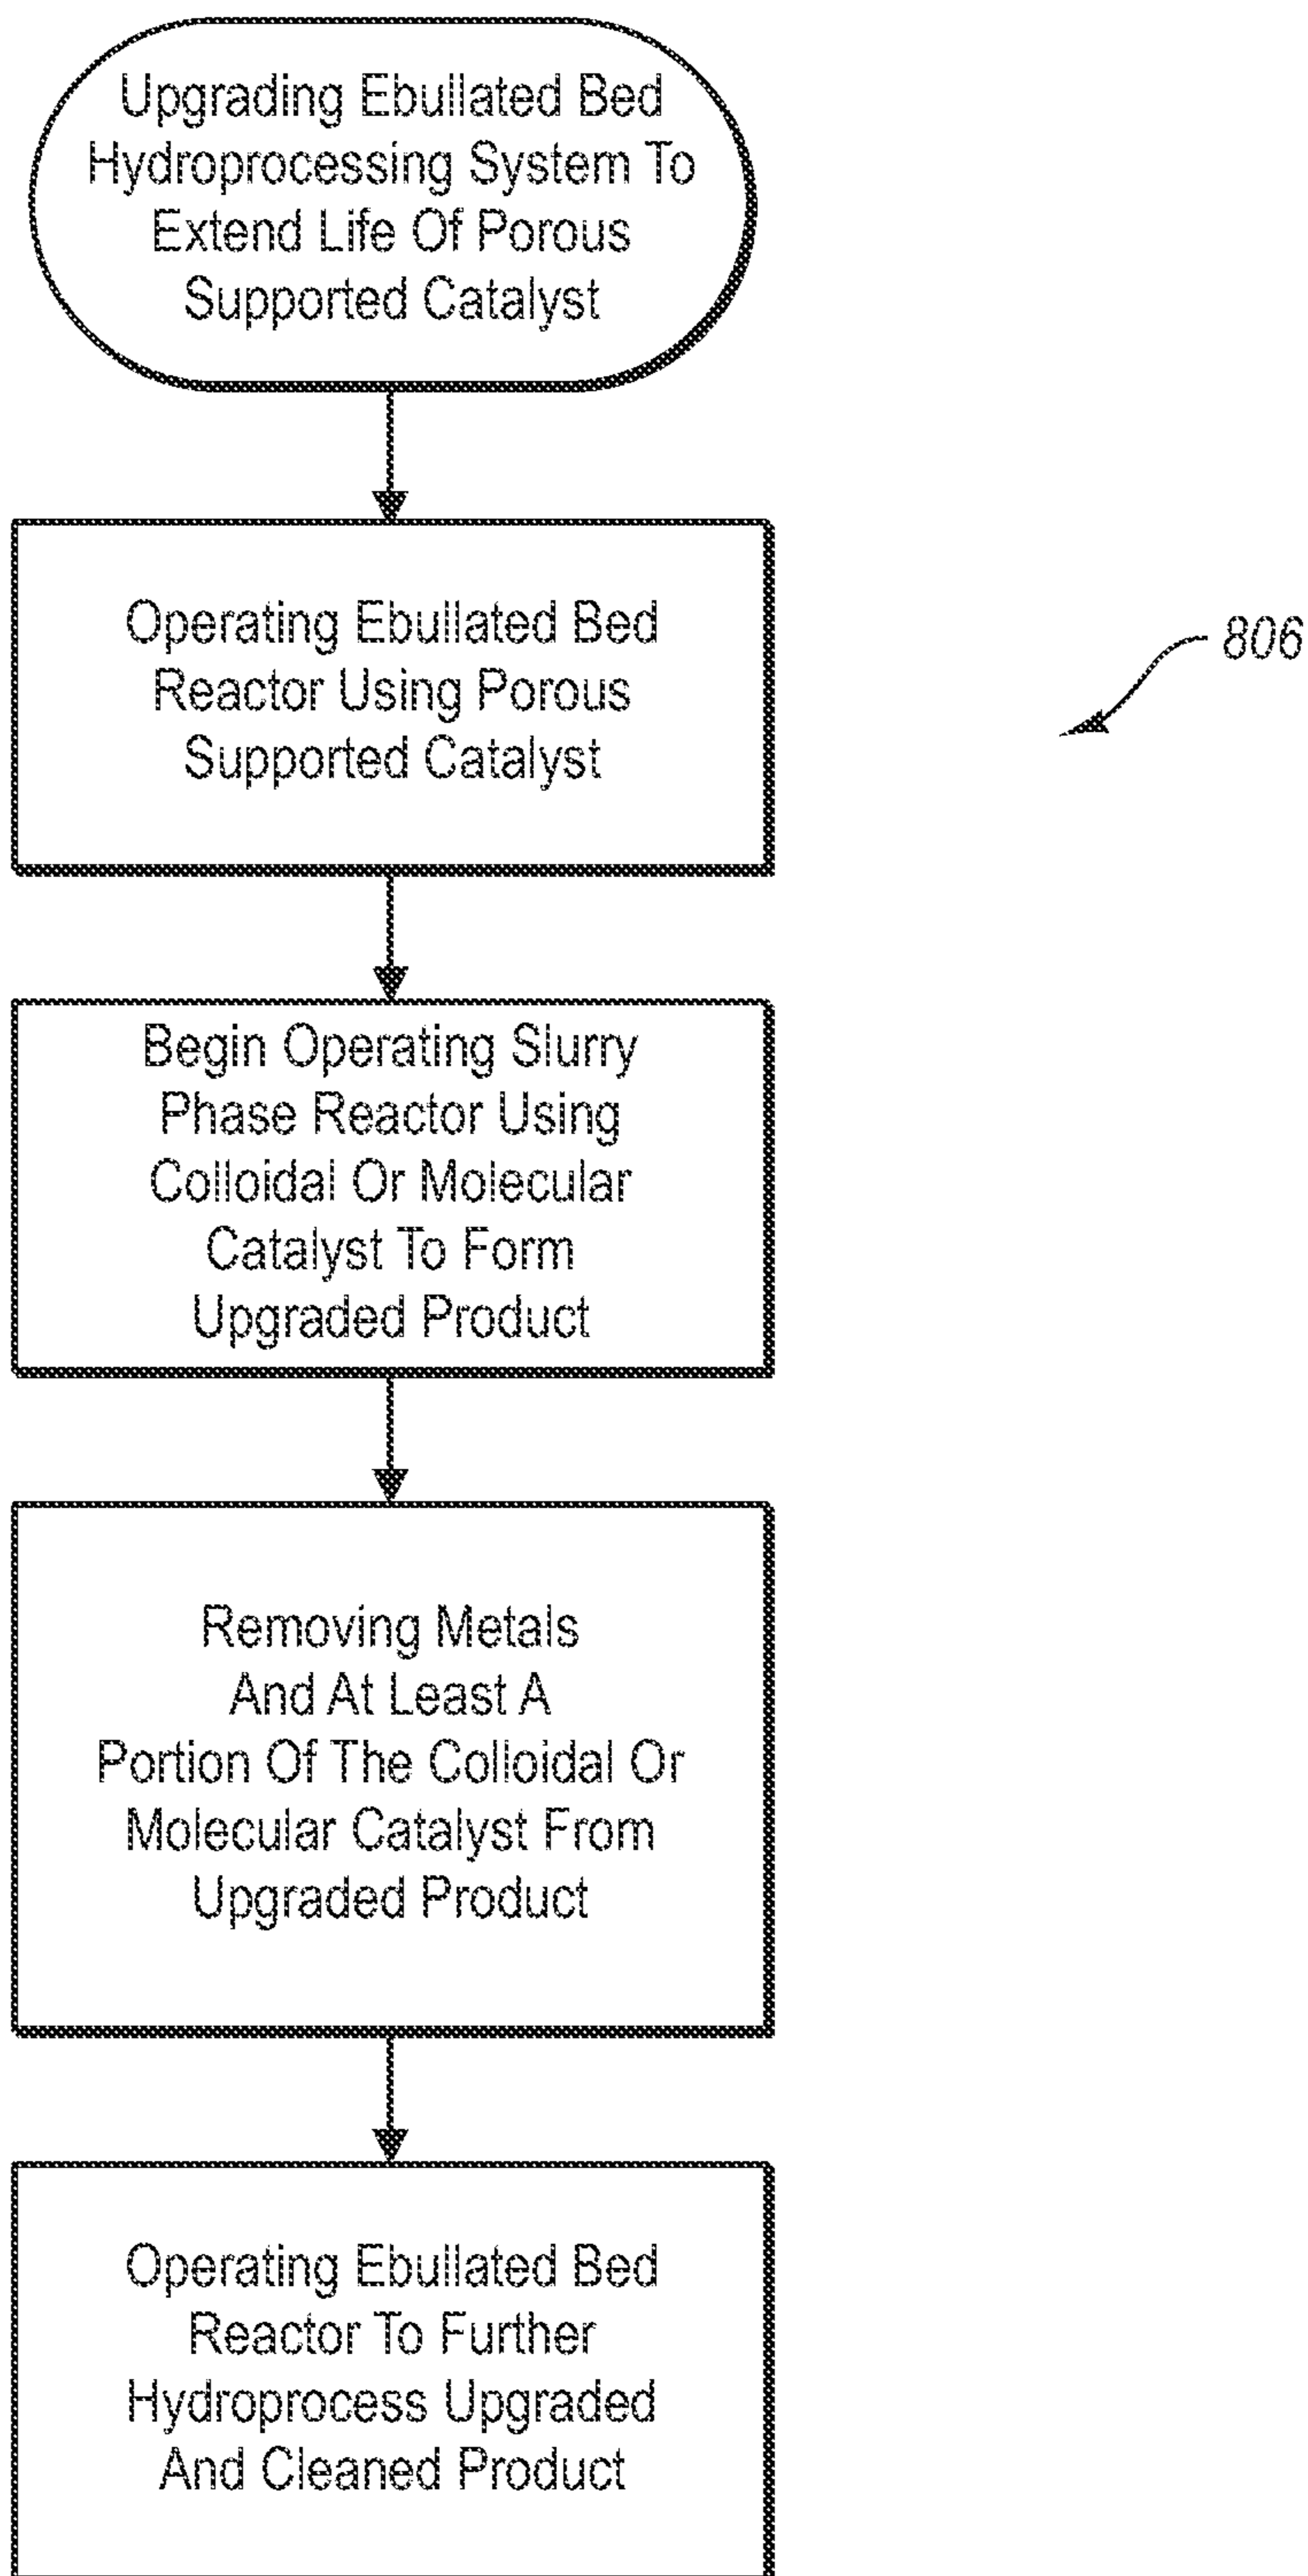 Upgrading Ebullated Bed
Hydroprocessing System To
Extend Life Of Porous
Supported Catalyst
Operating Ebullated Bed
Reactor Using Porous
Supported Catalyst
806
Begin Operating Slurry
Phase Reactor Using
Colloidal Or Molecular
Catalyst To Form
Upgraded Product
Removing Metals
And At Least A
Portion Of The Colloidal Or
Molecular Catalyst From
Upgraded Product
Operating Ebullated Bed
Reactor To Further
Hydroprocess Upgraded
And Cleaned Product